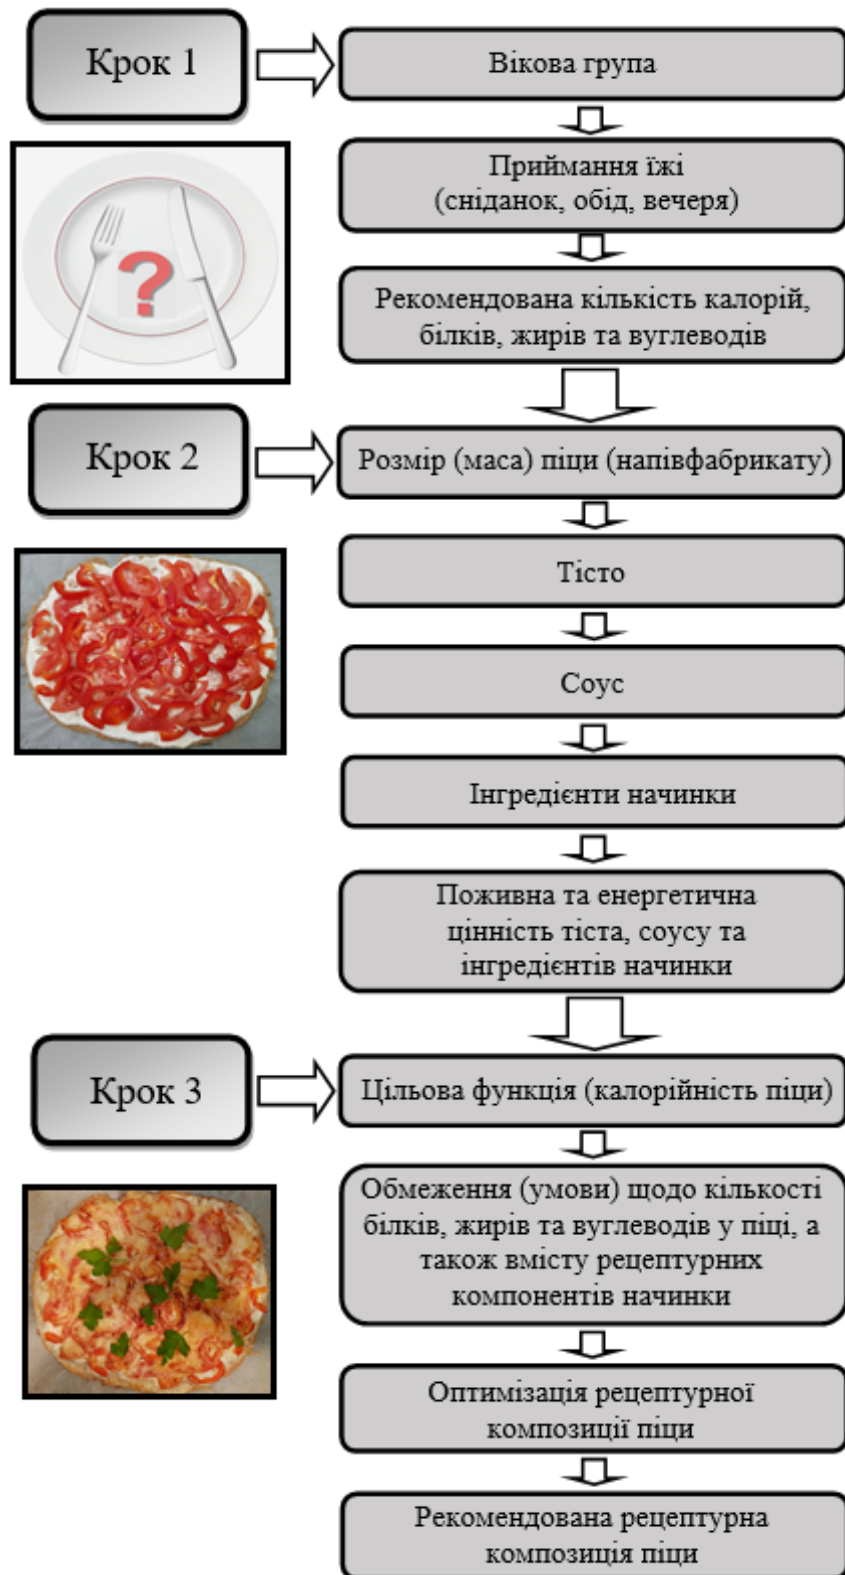 Крок 1
Вікова група
Приймання їжі
(сніданок, обід, вечеря)
?
Рекомендована кількість калорій,
білків, жирів та вуглеводів
Крок 2
Розмір (маса) піци (напівфабрикату)
Тісто
Соус
Інгредієнти начинки
Поживна та енергетична
цінність тіста, соусу та
інгредієнтів начинки
Крок 3
Цільова функція (калорійність піци)
Обмеження (умови) щодо кількості
білків, жирів та вуглеводів у піці, а
також вмісту рецептурних
компонентів начинки
Оптимізація рецептурної
композиції піци
Рекомендована рецептурна
композиція піци